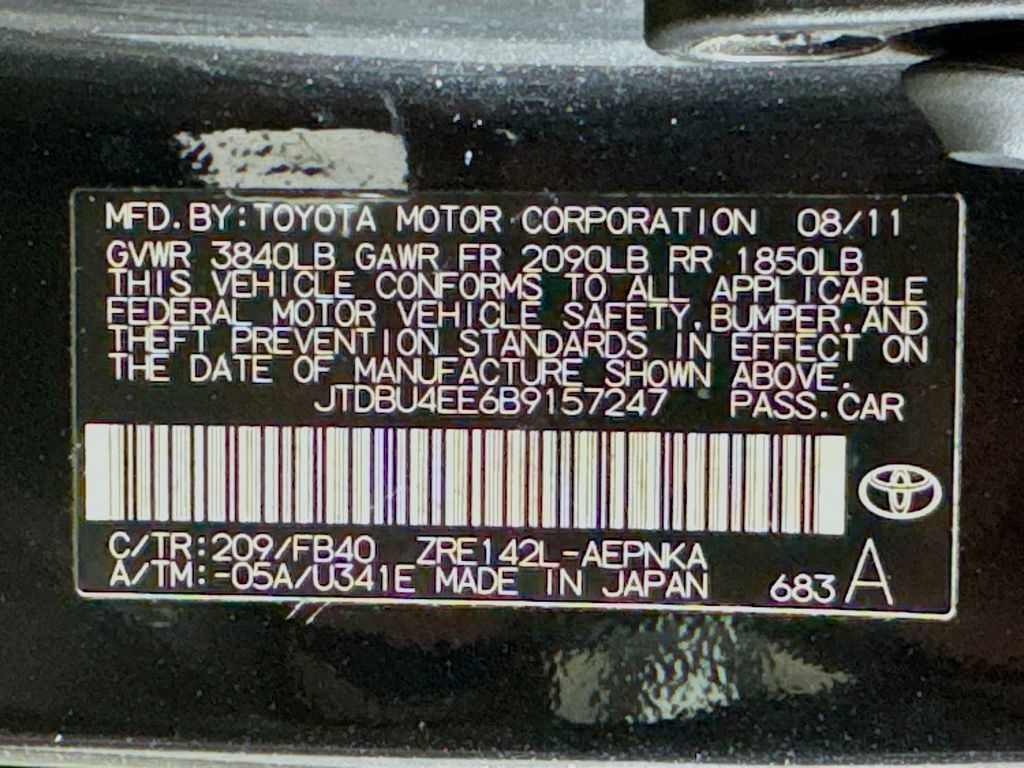 MFD.BY:TOYOTA MOTOR CORPORATION 08/11
GVWR 3840LB GAWR FR 2090LB RR 1850LB
THIS VEHICLE CONFORMS TO ALL APPLICABLE
FEDERAL MOTOR VEHICLE SAFETY,BUMPER,AND
THEFT PREVENTION STANDARDS IN EFFECT ON
THE DATE OF MANUFACTURE SHOWN ABOVE.
JTDBU4EE6B9157247 PASS.CAR
C/TR:209/FB40 ZRE142L-AEPNKA
A/TM:-05A/U341E MADE IN JAPAN 683 A